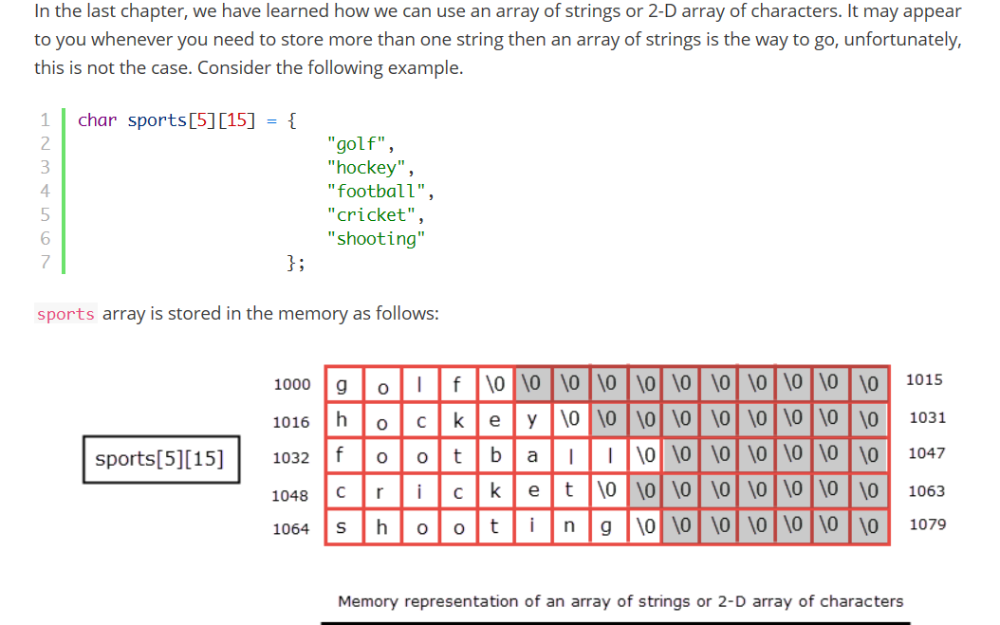 In the last chapter, we have learned how we can use an array of strings or 2-D array of characters. It may appear
to you whenever you need to store more than one string then an array of strings is the way to go, unfortunately,
this is not the case. Consider the following example.
1 char sports[5][15] = {
2 "golf",
3 "hockey",
4 "football",
5 "cricket",
6 "shooting"
7 };
sports array is stored in the memory as follows:
1000 g o l f \0 \0 \0 \0 \0 \0 \0 \0 \0 \0 \0 1015
1016 h o c k e y \0 \0 \0 \0 \0 \0 \0 \0 \0 1031
sports[5][15]
1032 f o o t b a l l \0 \0 \0 \0 \0 \0 \0 1047
1048 c r i c k e t \0 \0 \0 \0 \0 \0 \0 \0 1063
1064 s h o o t i n g \0 \0 \0 \0 \0 \0 \0 1079
Memory representation of an array of strings or 2-D array of characters